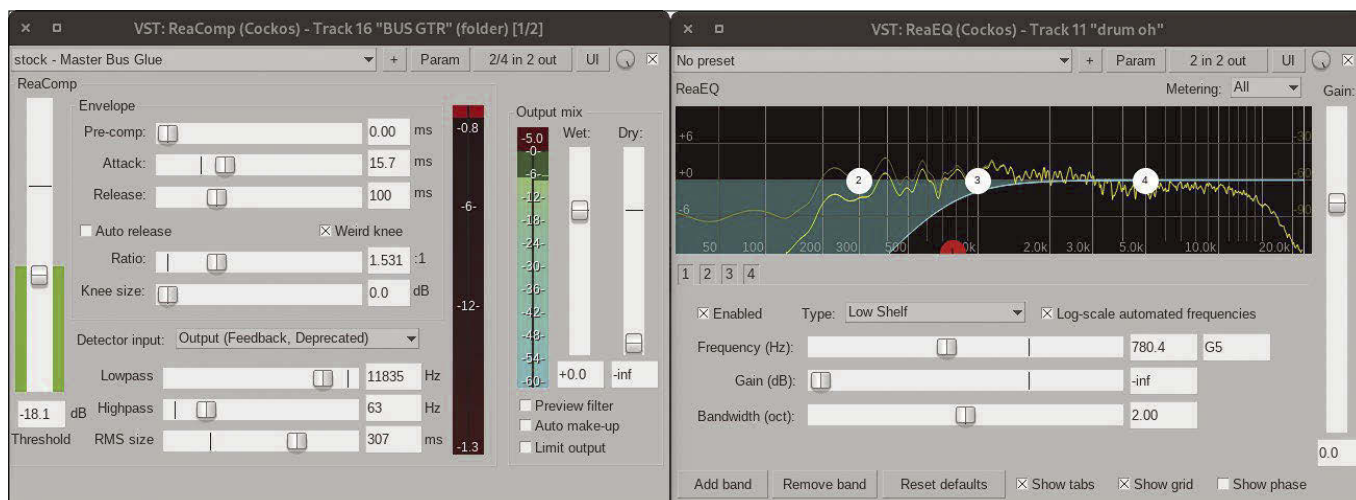 VST: ReaComp (Cockos) - Track 16 "BUS GTR" (folder) [1/2]
stock - Master Bus Glue + Param 2/4 in 2 out UI
ReaComp
Envelope
Pre-comp: 0.00 ms
Attack: 15.7 ms
Release: 100 ms
Auto release Weird knee
Ratio: 1.531 :1
Knee size: 0.0 dB
Detector input: Output (Feedback, Deprecated)
Lowpass 11835 Hz
Highpass 63 Hz
RMS size 307 ms
-18.1 dB
Threshold
-0.8
-6-
-12-
-1.3
Output mix
Wet: Dry:
-5.0
-0-
-6-
-12-
-18-
-24-
-30-
-36-
-42-
-48-
-54-
-60-
+0.0 -inf
Preview filter
Auto make-up
Limit output
VST: ReaEQ (Cockos) - Track 11 "drum oh"
No preset + Param 2 in 2 out UI
ReaEQ Metering: All Gain:
+6 -30
+0 2 3 4 -60
-6 -90
50 100 200 300 500 2.0k 3.0k 5.0k 10.0k 20.0k
1 2 3 4
Enabled Type: Low Shelf Log-scale automated frequencies
Frequency (Hz): 780.4 G5
Gain (dB): -inf
Bandwidth (oct): 2.00
0.0
Add band Remove band Reset defaults Show tabs Show grid Show phase